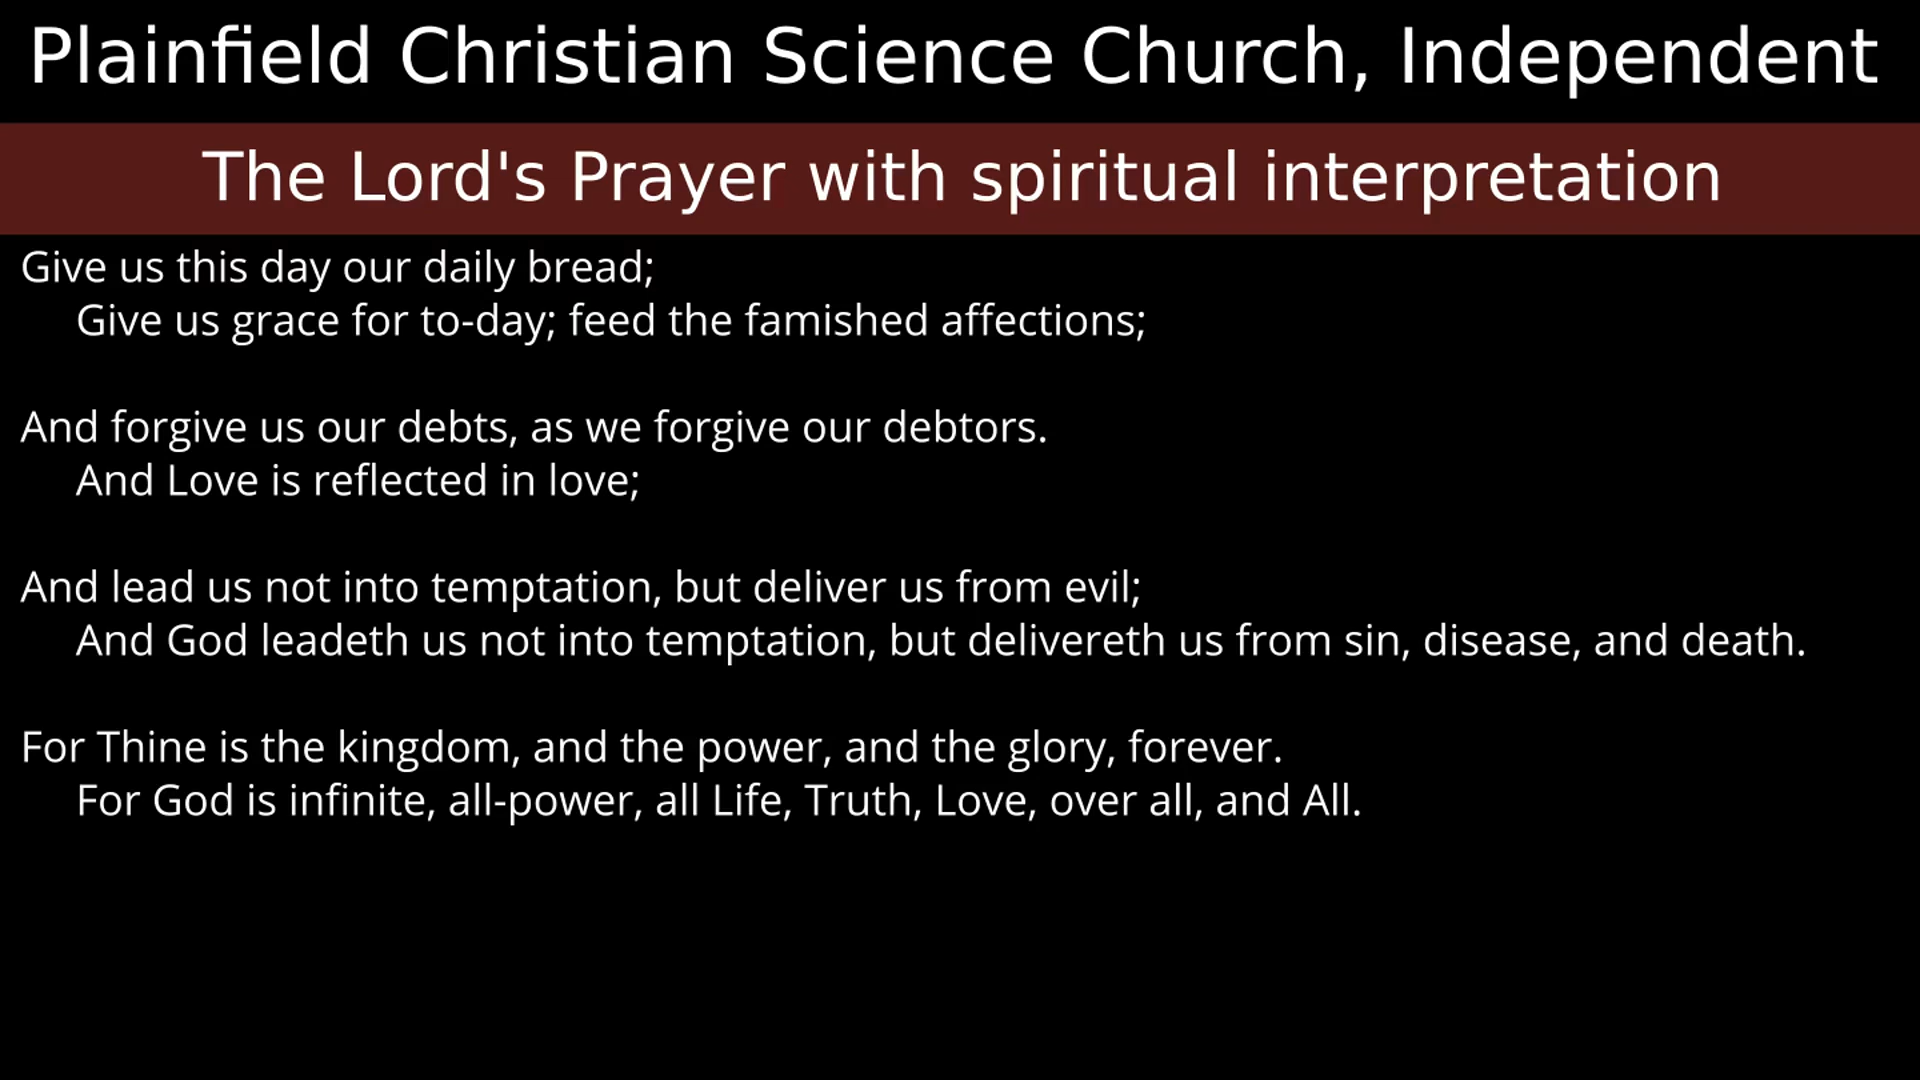 Plainfield Christian Science Church, Independent
The Lord's Prayer with spiritual interpretation
Give us this day our daily bread;
Give us grace for to-day; feed the famished affections;
And forgive us our debts, as we forgive our debtors.
And Love is reflected in love;
And lead us not into temptation, but deliver us from evil;
And God leadeth us not into temptation, but delivereth us from sin, disease, and death.
For Thine is the kingdom, and the power, and the glory, forever.
For God is infinite, all-power, all Life, Truth, Love, over all, and All.